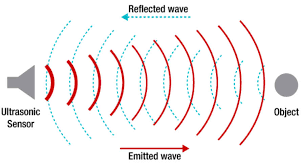 Reflected wave
Ultrasonic
Sensor
Object
Emitted wave